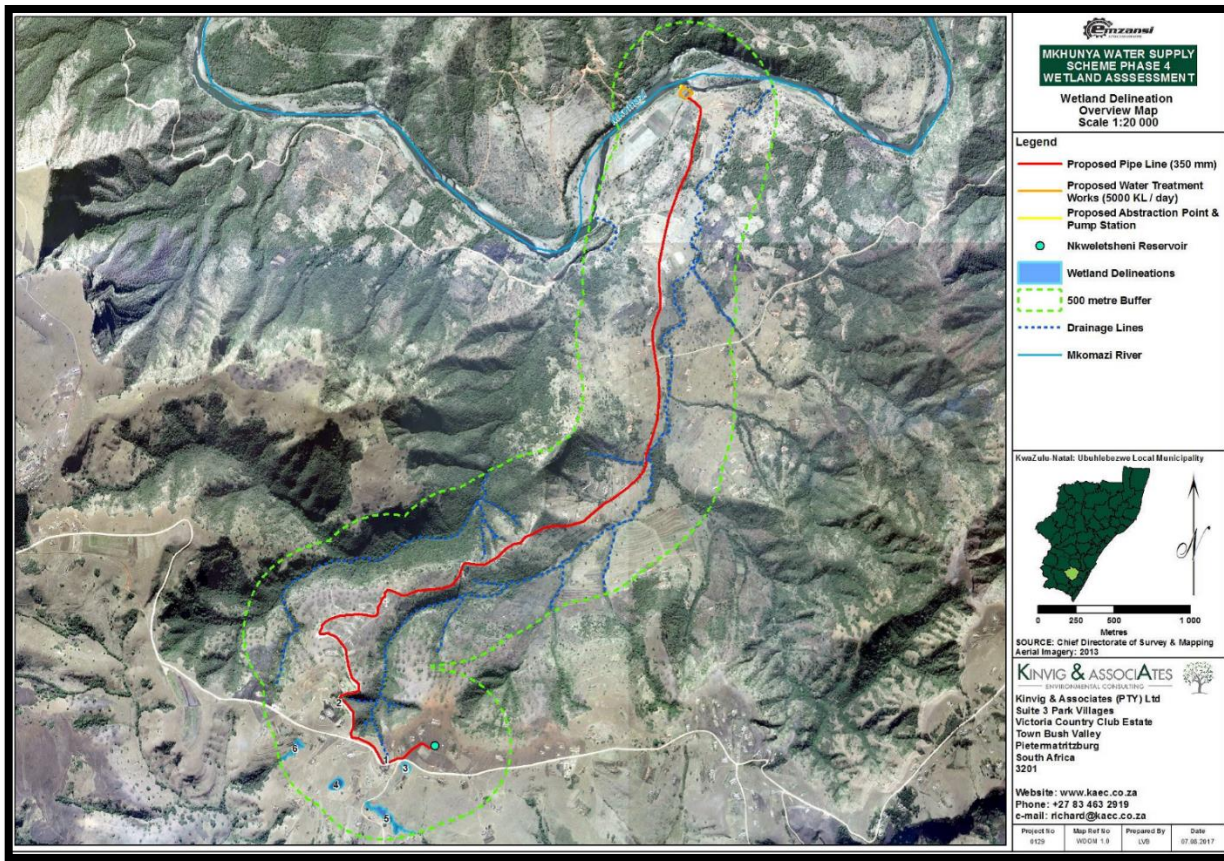 Mkomazi
1
2
3
4
5
6
emzansi
MKHUNYA WATER SUPPLY
SCHEME PHASE 4
WETLAND ASSSESSMENT
Wetland Delineation
Overview Map
Scale 1:20 000
Legend
Proposed Pipe Line (350 mm)
Proposed Water Treatment
Works (5000 KL / day)
Proposed Abstraction Point &
Pump Station
Nkweletsheni Reservoir
Wetland Delineations
500 metre Buffer
Drainage Lines
Mkomazi River
KwaZulu-Natal: Ubuhlebezwe Local Municipality
N
0 250 500 1 000
Metres
SOURCE: Chief Directorate of Survey & Mapping
Aerial Imagery: 2013
KINVIG & ASSOCIATES
ENVIRONMENTAL CONSULTING
Kinvig & Associates (PTY) Ltd
Suite 3 Park Villages
Victoria Country Club Estate
Town Bush Valley
Pietermatritzburg
South Africa
3201
Website: www.kaec.co.za
Phone: +27 83 463 2919
e-mail: richard@kaec.co.za
Project No Map Ref No Prepared By Date
0129 WDOM 1.0 LVB